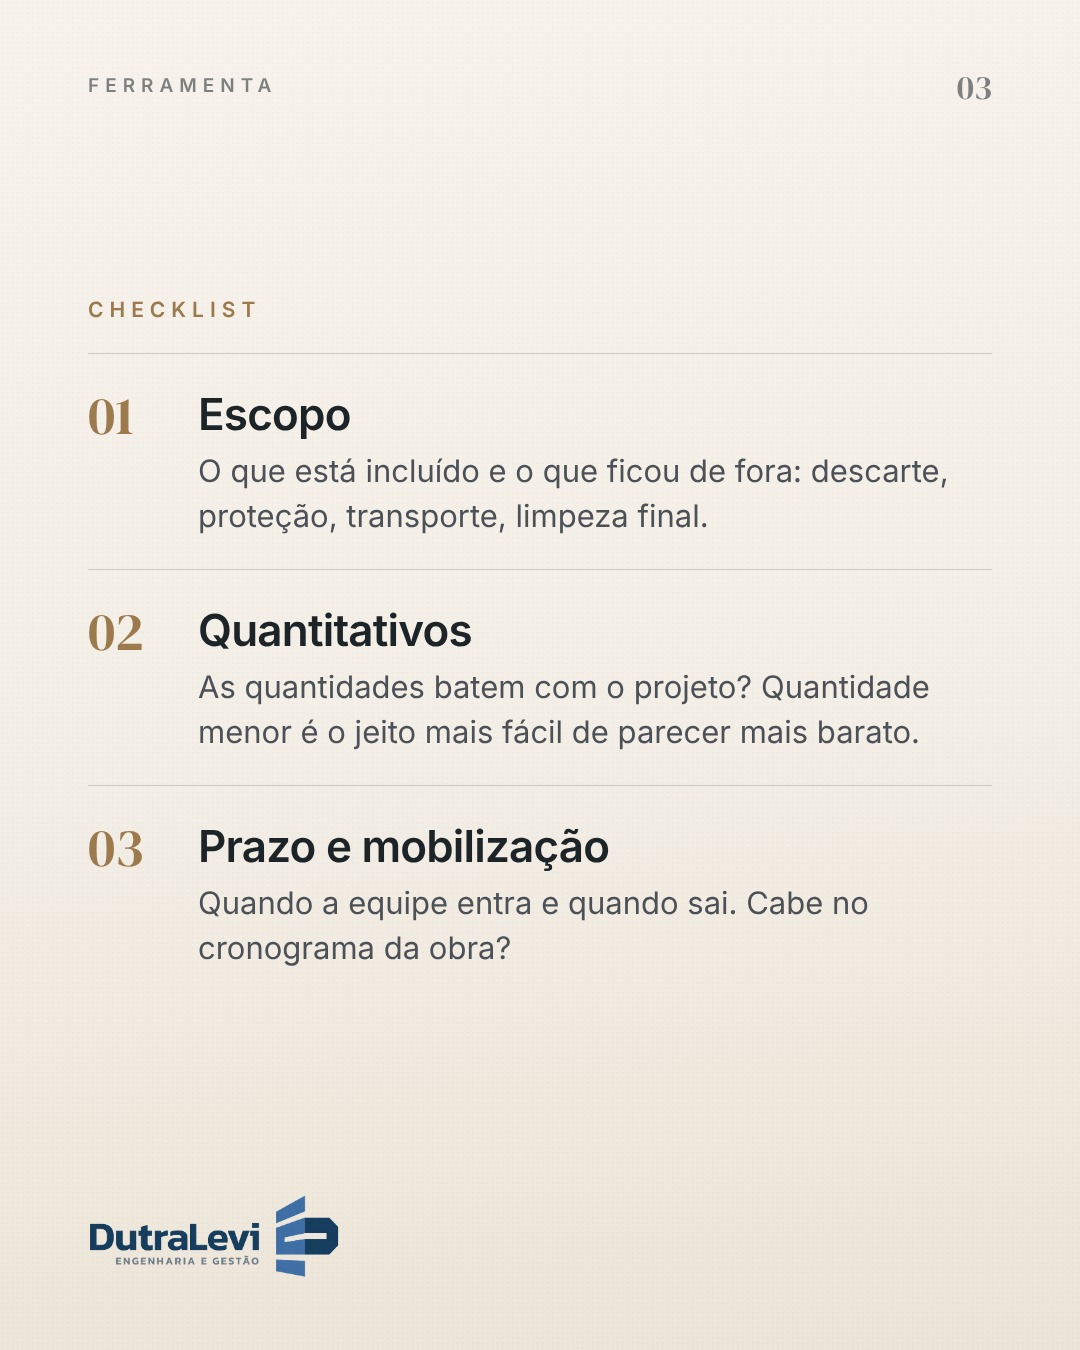 FERRAMENTA
03
CHECKLIST
01 Escopo
O que está incluído e o que ficou de fora: descarte,
proteção, transporte, limpeza final.
02 Quantitativos
As quantidades batem com o projeto? Quantidade
menor é o jeito mais fácil de parecer mais barato.
03 Prazo e mobilização
Quando a equipe entra e quando sai. Cabe no
cronograma da obra?
DutraLevi
ENGENHARIA E GESTÃO